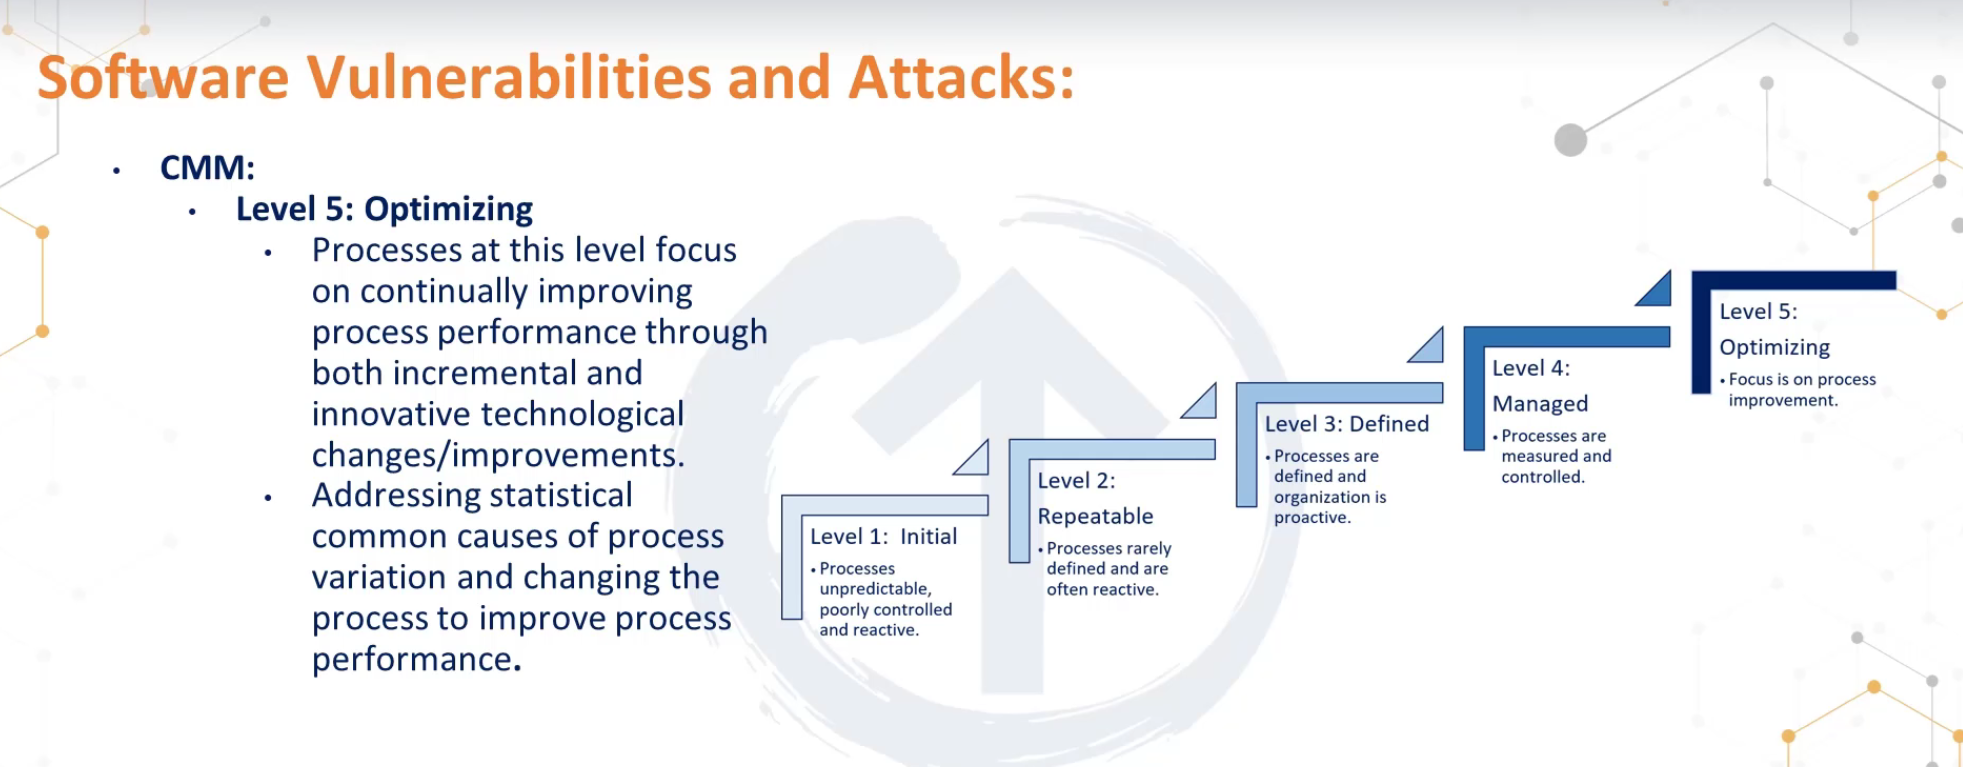 Software Vulnerabilities and Attacks:
• CMM:
• Level 5: Optimizing
• Processes at this level focus
on continually improving
process performance through
both incremental and
innovative technological
changes/improvements.
• Addressing statistical
common causes of process
variation and changing the
process to improve process
performance.
Level 1: Initial
• Processes
unpredictable,
poorly controlled
and reactive.
Level 2:
Repeatable
• Processes rarely
defined and are
often reactive.
Level 3: Defined
• Processes are
defined and
organization is
proactive.
Level 4:
Managed
• Processes are
measured and
controlled.
Level 5:
Optimizing
• Focus is on process
improvement.